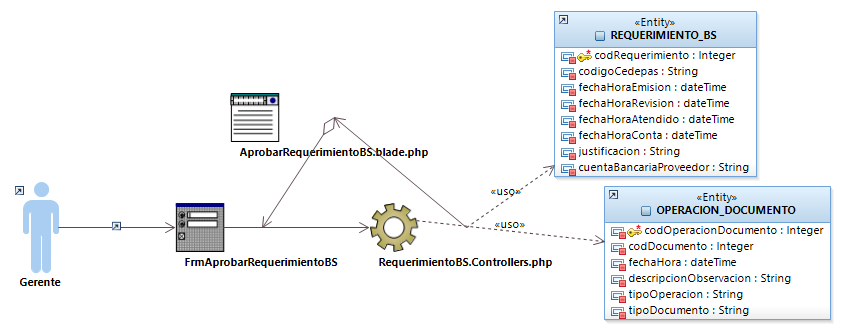 «Entity»
REQUERIMIENTO_BS
codRequerimiento : Integer
codigoCedepas : String
fechaHoraEmision : dateTime
fechaHoraRevision : dateTime
fechaHoraAtendido : dateTime
fechaHoraConta : dateTime
justificacion : String
cuentaBancariaProveedor : String
AprobarRequerimientoBS.blade.php
«uso»
«uso»
«Entity»
OPERACION_DOCUMENTO
codOperacionDocumento : Integer
codDocumento : Integer
fechaHora : dateTime
descripcionObservacion : String
tipoOperacion : String
tipoDocumento : String
Gerente
FrmAprobarRequerimientoBS
RequerimientoBS.Controllers.php